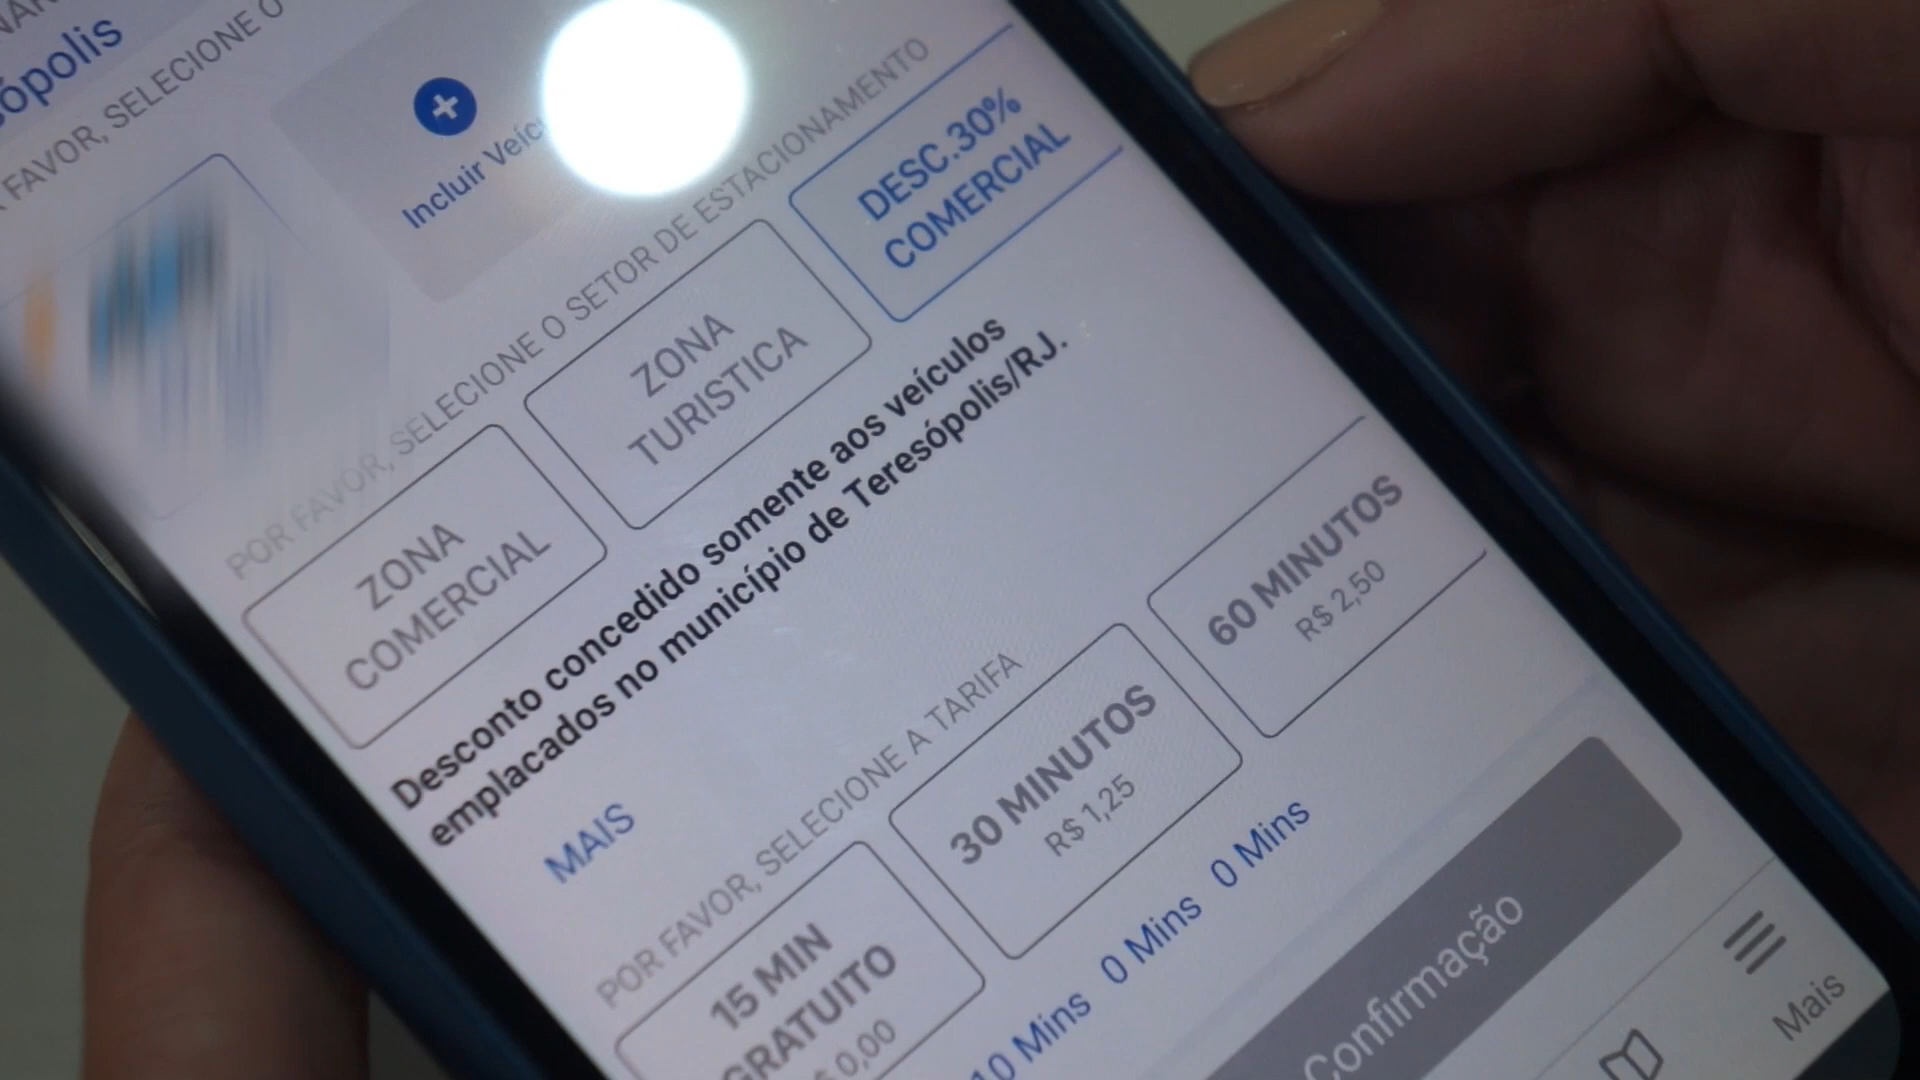 ópolis
FAVOR, SELECIONE O
Incluir
POR FAVOR, SELECIONE O SETOR DE ESTACIONAMENTO
ZONA
COMERCIAL
ZONA
TURISTICA
DESC.30%
COMERCIAL
Desconto concedido somente aos veículos
emplacados no município de Teresópolis/RJ.
MAIS
POR FAVOR, SELECIONE A TARIFA
15 MIN
GRATUITO
$ 0,00
30 MINUTOS
R$ 1,25
60 MINUTOS
R$ 2,50
10 Mins 0 Mins 0 Mins
Confirmação
Mais